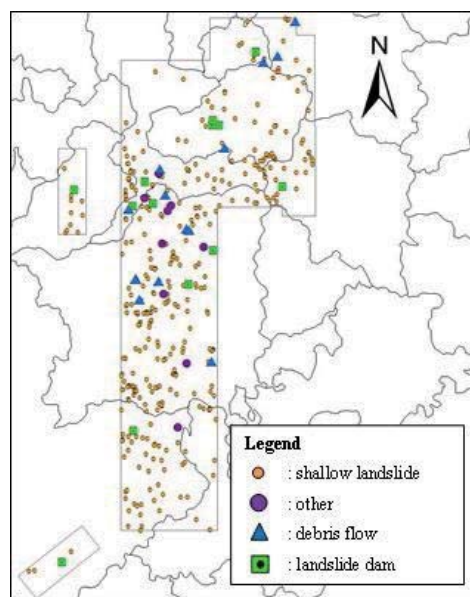 N
Legend
: shallow landslide
: other
: debris flow
: landslide dam